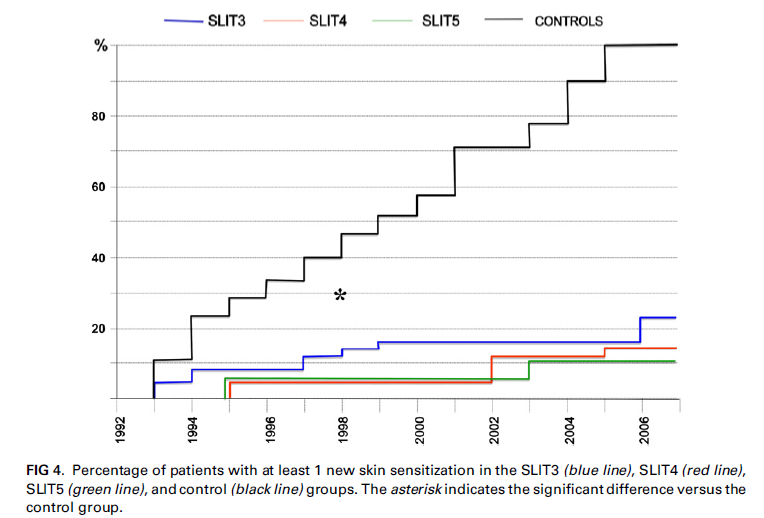 SLIT3 SLIT4 SLIT5 CONTROLS
%
80
60
40
*
20
1992 1994 1996 1998 2000 2002 2004 2006
FIG 4. Percentage of patients with at least 1 new skin sensitization in the SLIT3 (blue line), SLIT4 (red line),
SLIT5 (green line), and control (black line) groups. The asterisk indicates the significant difference versus the
control group.